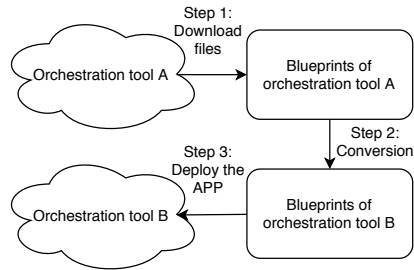 Step 1:
Download
files
Orchestration tool A
Blueprints of
orchestration tool A
Step 2:
Conversion
Step 3:
Deploy the
APP
Orchestration tool B
Blueprints of
orchestration tool B